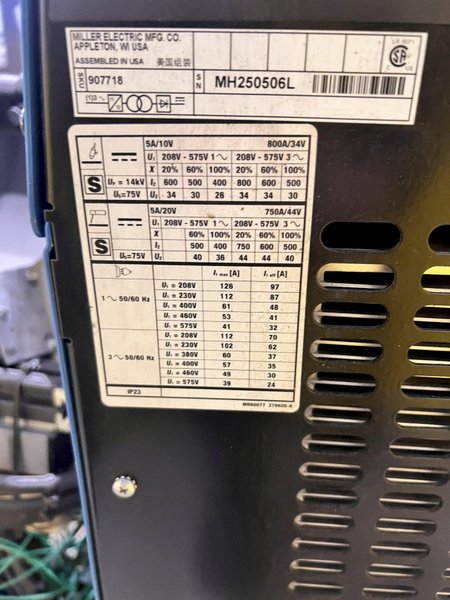 MILLER ELECTRIC MFG. CO.
APPLETON, WI USA
ASSEMBLED IN USA 美国组装
SKU 907718
SN MH250506L
C US
(1)3~
5A/10V 800A/34V
U₁ 208V - 575V 1~ 208V - 575V 3~
X 20% 60% 100% 20% 60% 100%
S Uₚ = 14kV I₂ 600 500 400 800 600 500
U₀=75V U₂ 34 30 26 34 34 30
5A/20V 750A/44V
U₁ 208V - 575V 1~ 208V - 575V 3~
X 60% 100% 20% 60% 100%
S I₂ 500 400 750 600 500
U₀=75V U₂ 40 36 44 44 40
I₁ max [A] I₁ eff [A]
1~ 50/60 Hz
U₁ = 208V 126 97
U₁ = 230V 112 87
U₁ = 400V 61 48
U₁ = 460V 53 41
U₁ = 575V 41 32
3~ 50/60 Hz
U₁ = 208V 112 70
U₁ = 230V 102 62
U₁ = 380V 60 37
U₁ = 400V 57 35
U₁ = 460V 49 30
U₁ = 575V 39 24
IP23
276606-A